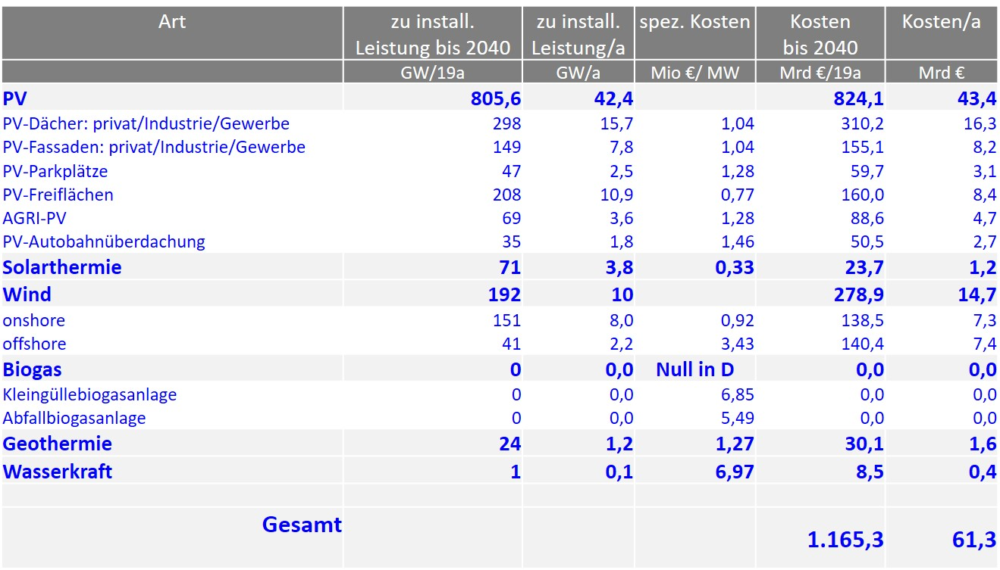 Art zu install. zu install. spez. Kosten Kosten Kosten/a
Leistung bis 2040 Leistung/a bis 2040
GW/19a GW/a Mio €/ MW Mrd €/19a Mrd €
PV 805,6 42,4 824,1 43,4
PV-Dächer: privat/Industrie/Gewerbe 298 15,7 1,04 310,2 16,3
PV-Fassaden: privat/Industrie/Gewerbe 149 7,8 1,04 155,1 8,2
PV-Parkplätze 47 2,5 1,28 59,7 3,1
PV-Freiflächen 208 10,9 0,77 160,0 8,4
AGRI-PV 69 3,6 1,28 88,6 4,7
PV-Autobahnüberdachung 35 1,8 1,46 50,5 2,7
Solarthermie 71 3,8 0,33 23,7 1,2
Wind 192 10 278,9 14,7
onshore 151 8,0 0,92 138,5 7,3
offshore 41 2,2 3,43 140,4 7,4
Biogas 0 0,0 Null in D 0,0 0,0
Kleingüllebiogasanlage 0 0,0 6,85 0,0 0,0
Abfallbiogasanlage 0 0,0 5,49 0,0 0,0
Geothermie 24 1,2 1,27 30,1 1,6
Wasserkraft 1 0,1 6,97 8,5 0,4
Gesamt 1.165,3 61,3